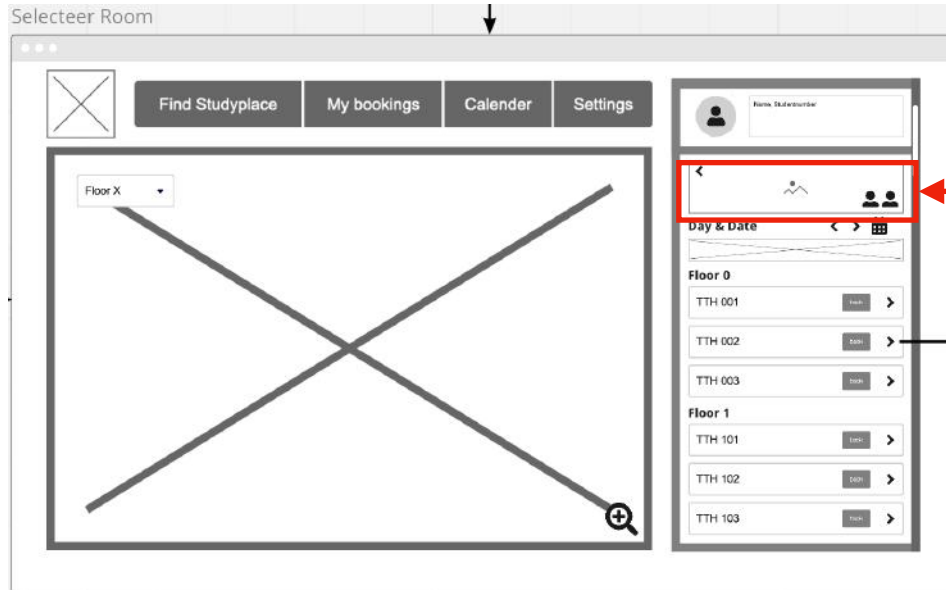 Selecteer Room
Find Studyplace
My bookings
Calender
Settings
Floor X
Name, Studentnumber
Day & Date
Floor 0
TTH 001
TTH 002
TTH 003
Floor 1
TTH 101
TTH 102
TTH 103